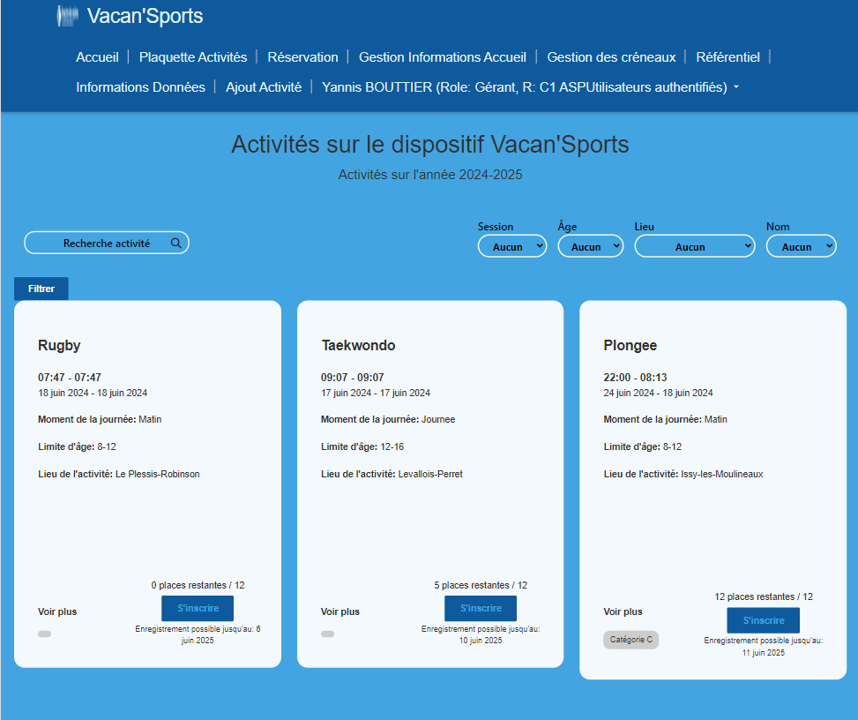 Vacan'Sports
Accueil | Plaquette Activités | Réservation | Gestion Informations Accueil | Gestion des créneaux | Référentiel |
Informations Données | Ajout Activité | Yannis BOUTTIER (Role: Gérant, R: C1 ASPUtilisateurs authentifiés)
Activités sur le dispositif Vacan'Sports
Activités sur l'année 2024-2025
Recherche activité
Session
Aucun
Âge
Aucun
Lieu
Aucun
Nom
Aucun
Filtrer
Rugby
07:47 - 07:47
18 juin 2024 - 18 juin 2024
Moment de la journée: Matin
Limite d'âge: 8-12
Lieu de l'activité: Le Plessis-Robinson
0 places restantes / 12
Voir plus
S'inscrire
Enregistrement possible jusqu'au: 6
juin 2025
Taekwondo
09:07 - 09:07
17 juin 2024 - 17 juin 2024
Moment de la journée: Journee
Limite d'âge: 12-16
Lieu de l'activité: Levallois-Perret
5 places restantes / 12
Voir plus
S'inscrire
Enregistrement possible jusqu'au:
10 juin 2025
Plongee
22:00 - 08:13
24 juin 2024 - 18 juin 2024
Moment de la journée: Matin
Limite d'âge: 8-12
Lieu de l'activité: Issy-les-Moulineaux
12 places restantes / 12
Voir plus
S'inscrire
Catégorie C
Enregistrement possible jusqu'au:
11 juin 2025